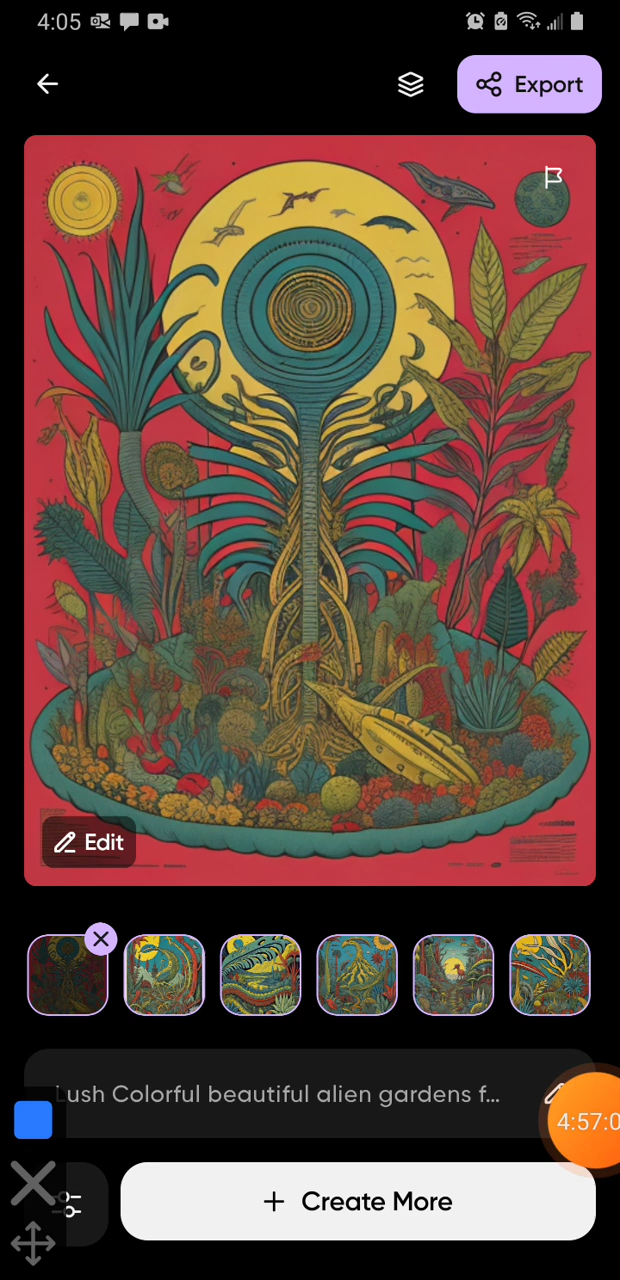 4:05
Export
Edit
Lush Colorful beautiful alien gardens f...
4:57:0
+ Create More